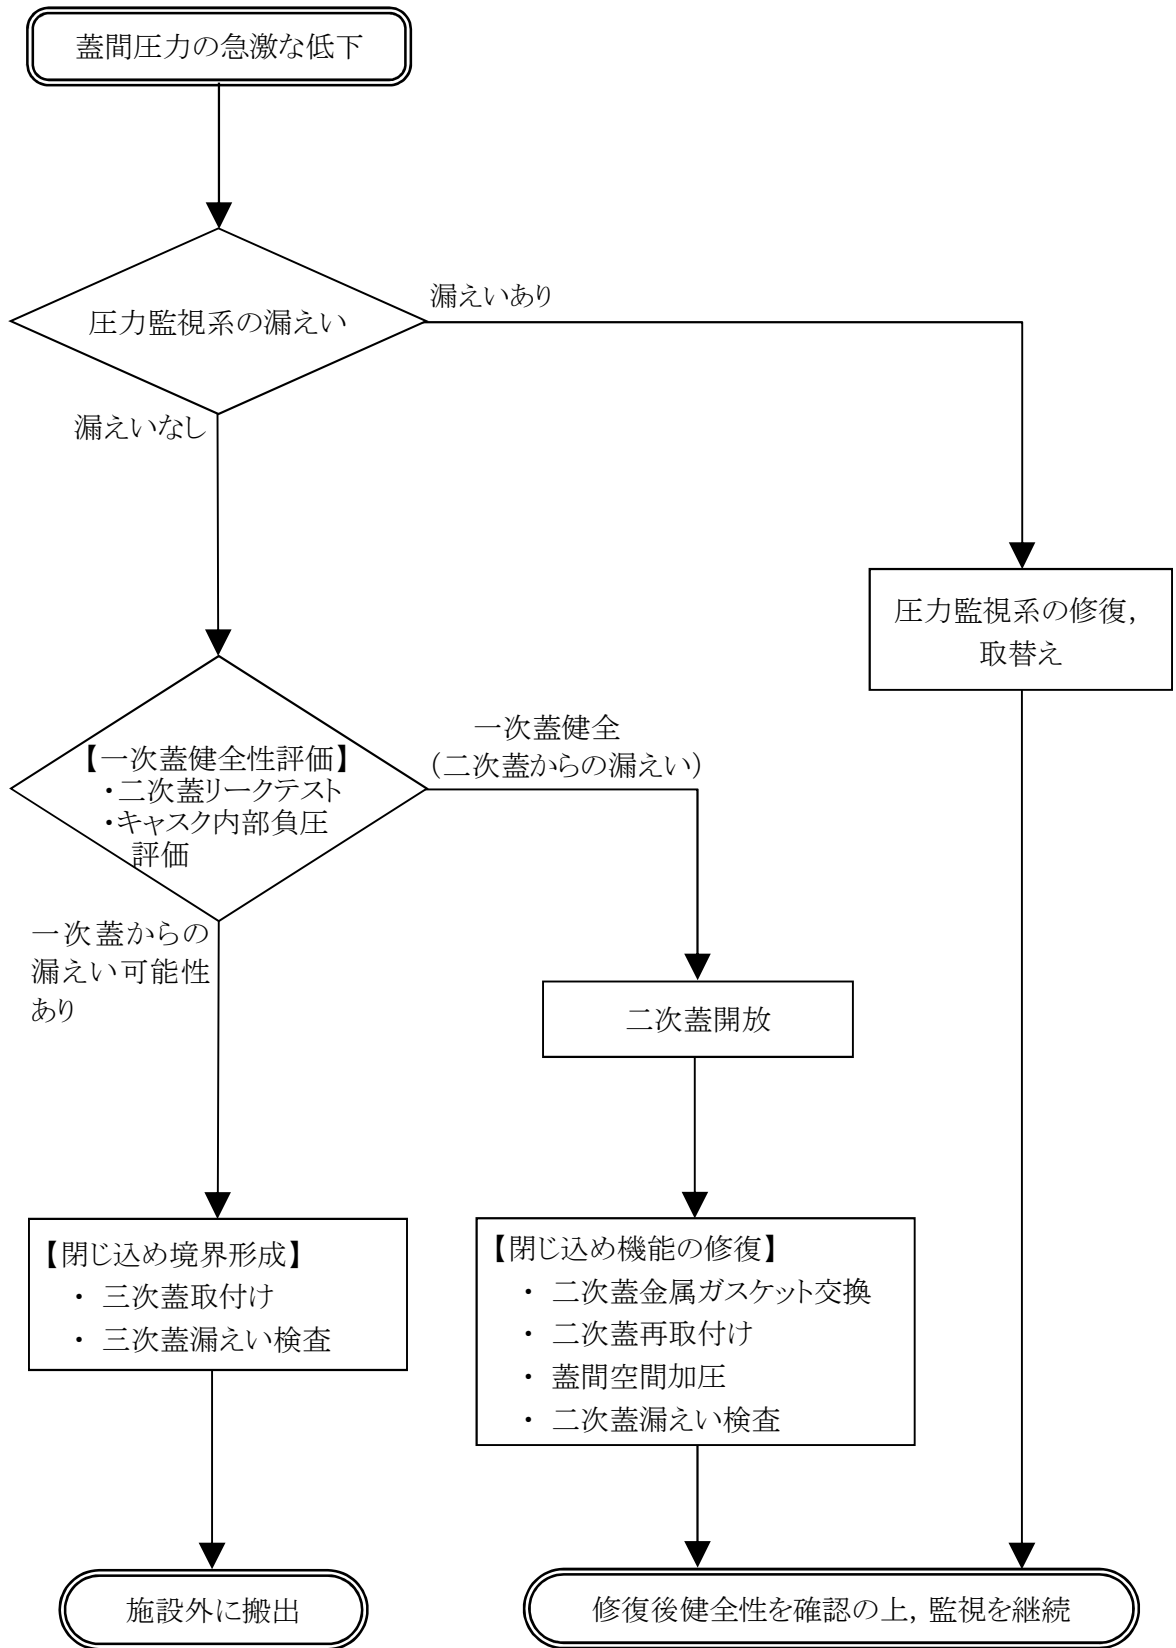 蓋間圧力の急激な低下
漏えいあり
圧力監視系の漏えい
漏えいなし
圧力監視系の修復,
取替え
一次蓋健全
(二次蓋からの漏えい)
【一次蓋健全性評価】
・二次蓋リークテスト
・キャスク内部負圧
評価
一次蓋からの
漏えい可能性
あり
二次蓋開放
【閉じ込め境界形成】
・ 三次蓋取付け
・ 三次蓋漏えい検査
【閉じ込め機能の修復】
・ 二次蓋金属ガスケット交換
・ 二次蓋再取付け
・ 蓋間空間加圧
・ 二次蓋漏えい検査
施設外に搬出
修復後健全性を確認の上, 監視を継続